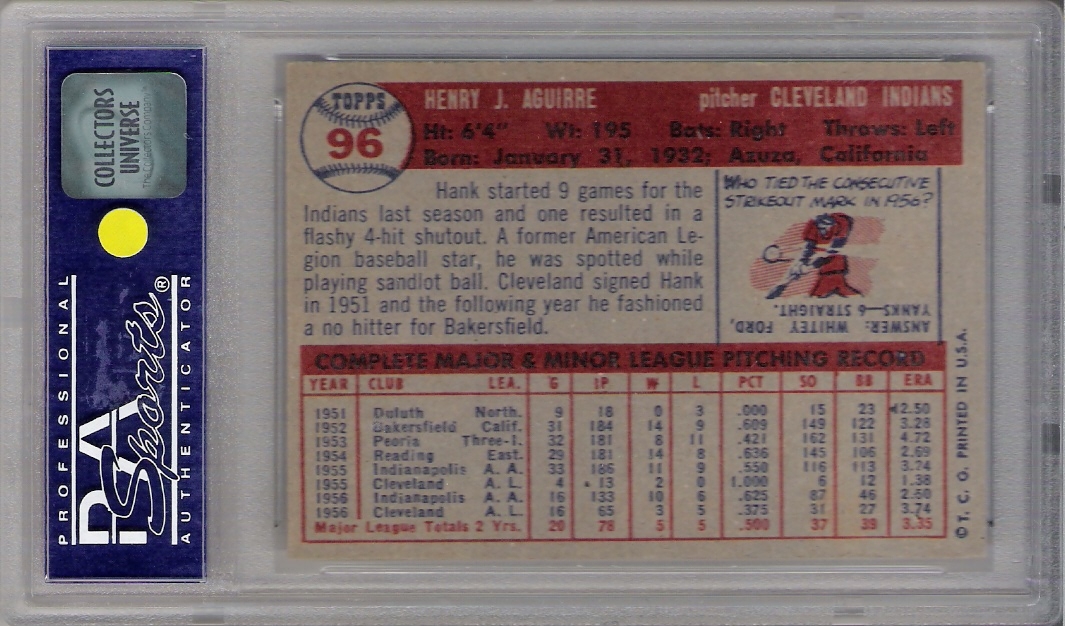 COLLECTORS
UNIVERSE
The Collectors Company™
PROFESSIONAL
PSA
Sports®
AUTHENTICATOR
TOPPS
96
HENRY J. AGUIRRE pitcher CLEVELAND INDIANS
Ht: 6'4" Wt: 195 Bats: Right Throws: Left
Born: January 31, 1932; Azuza, California
Hank started 9 games for the
Indians last season and one resulted in a
flashy 4-hit shutout. A former American Le-
gion baseball star, he was spotted while
playing sandlot ball. Cleveland signed Hank
in 1951 and the following year he fashioned
a no hitter for Bakersfield.
WHO TIED THE CONSECUTIVE
STRIKEOUT MARK IN 1956?
ANSWER: WHITEY FORD,
YANKS—6 STRAIGHT.
COMPLETE MAJOR & MINOR LEAGUE PITCHING RECORD
YEAR CLUB LEA. G IP W L PCT SO BB ERA
1951 Duluth North. 9 18 0 3 .000 15 23 12.50
1952 Bakersfield Calif. 31 184 14 9 .609 149 122 3.28
1953 Peoria Three-I. 32 181 8 11 .421 162 131 4.72
1954 Reading East. 29 181 14 8 .636 145 106 2.69
1955 Indianapolis A. A. 33 186 11 9 .550 116 113 3.24
1955 Cleveland A. L. 4 13 2 0 1.000 6 12 1.38
1956 Indianapolis A. A. 16 133 10 6 .625 87 46 2.60
1956 Cleveland A. L. 16 65 3 5 .375 31 27 3.74
Major League Totals 2 Yrs. 20 78 5 5 .500 37 39 3.35
© T. C. G. PRINTED IN U.S.A.